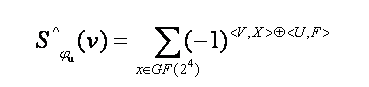 S^_{φ_u}(v) = ∑_{x∈GF(2^4)} (-1)^{<V,X>⊕<U,F>}